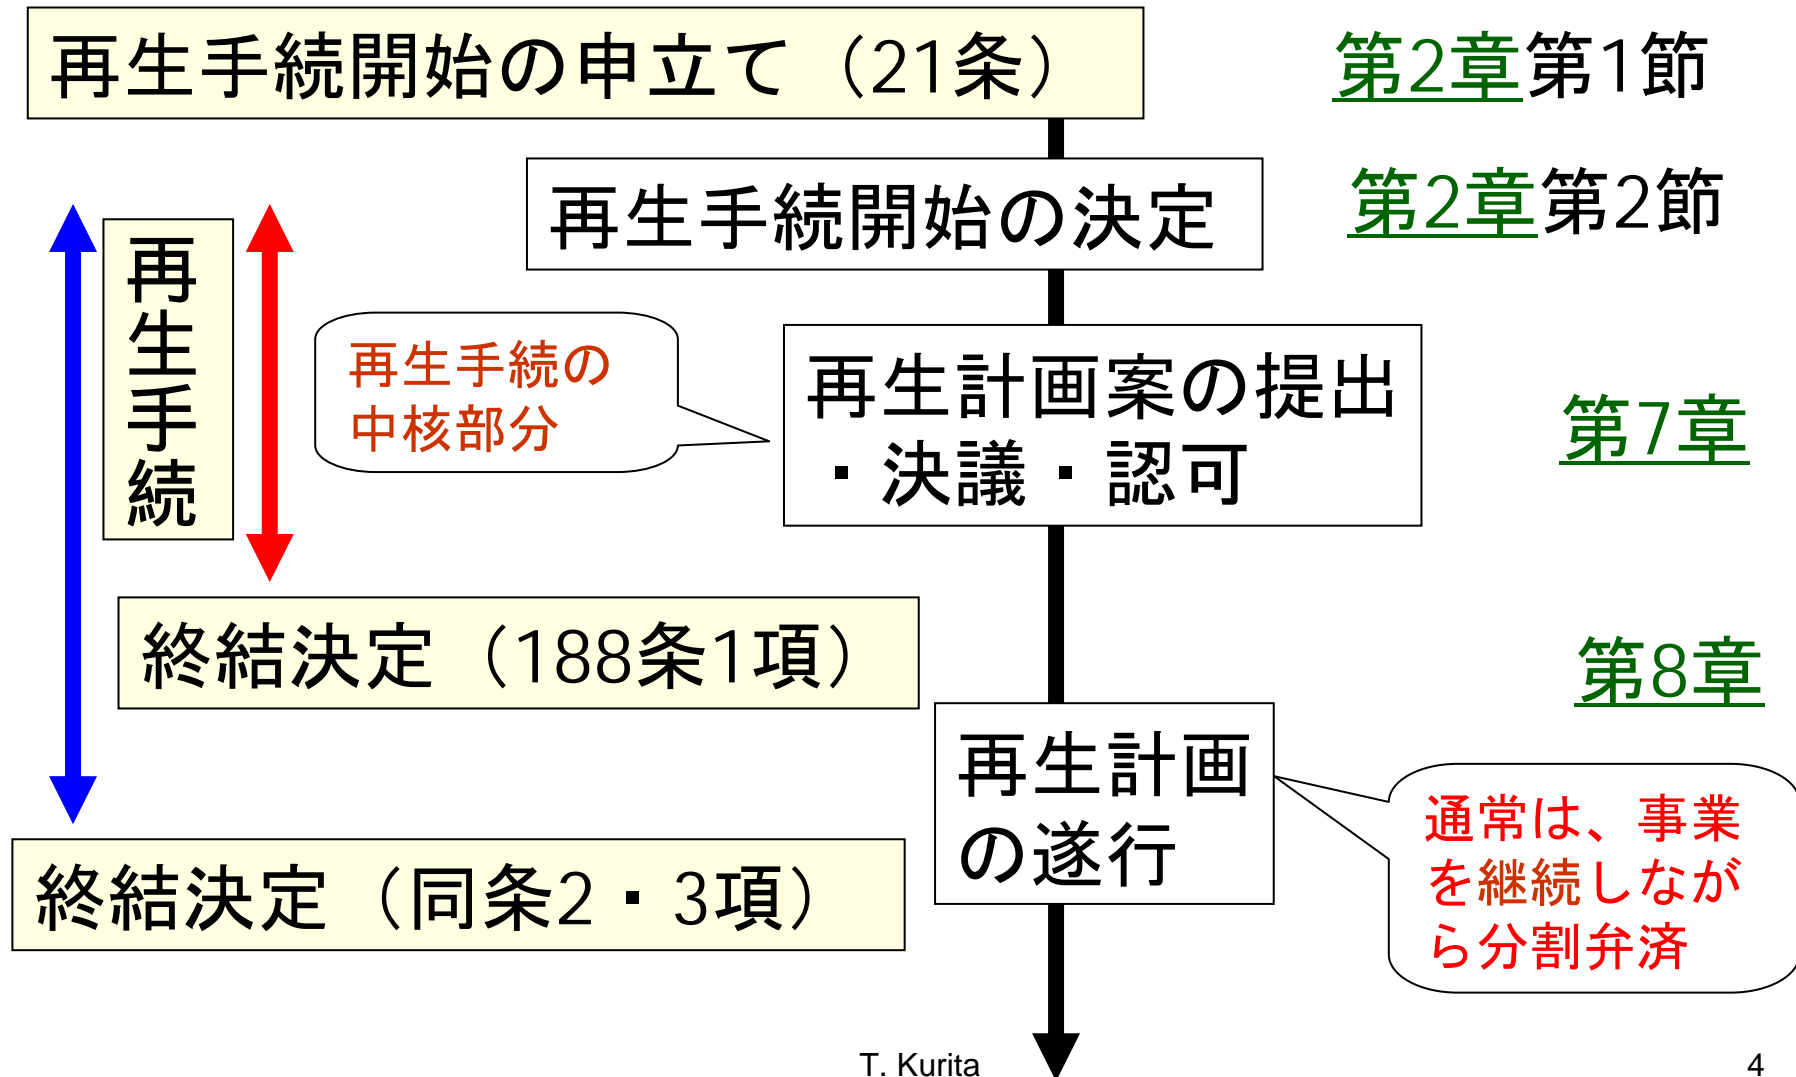 再生手続開始の申立て（21条）
第2章第1節
再生手続開始の決定
第2章第2節
再生手続
再生手続の
中核部分
再生計画案の提出
・決議・認可
第7章
終結決定（188条1項）
第8章
再生計画
の遂行
通常は、事業
を継続しなが
ら分割弁済
終結決定（同条2・3項）
T. Kurita
4